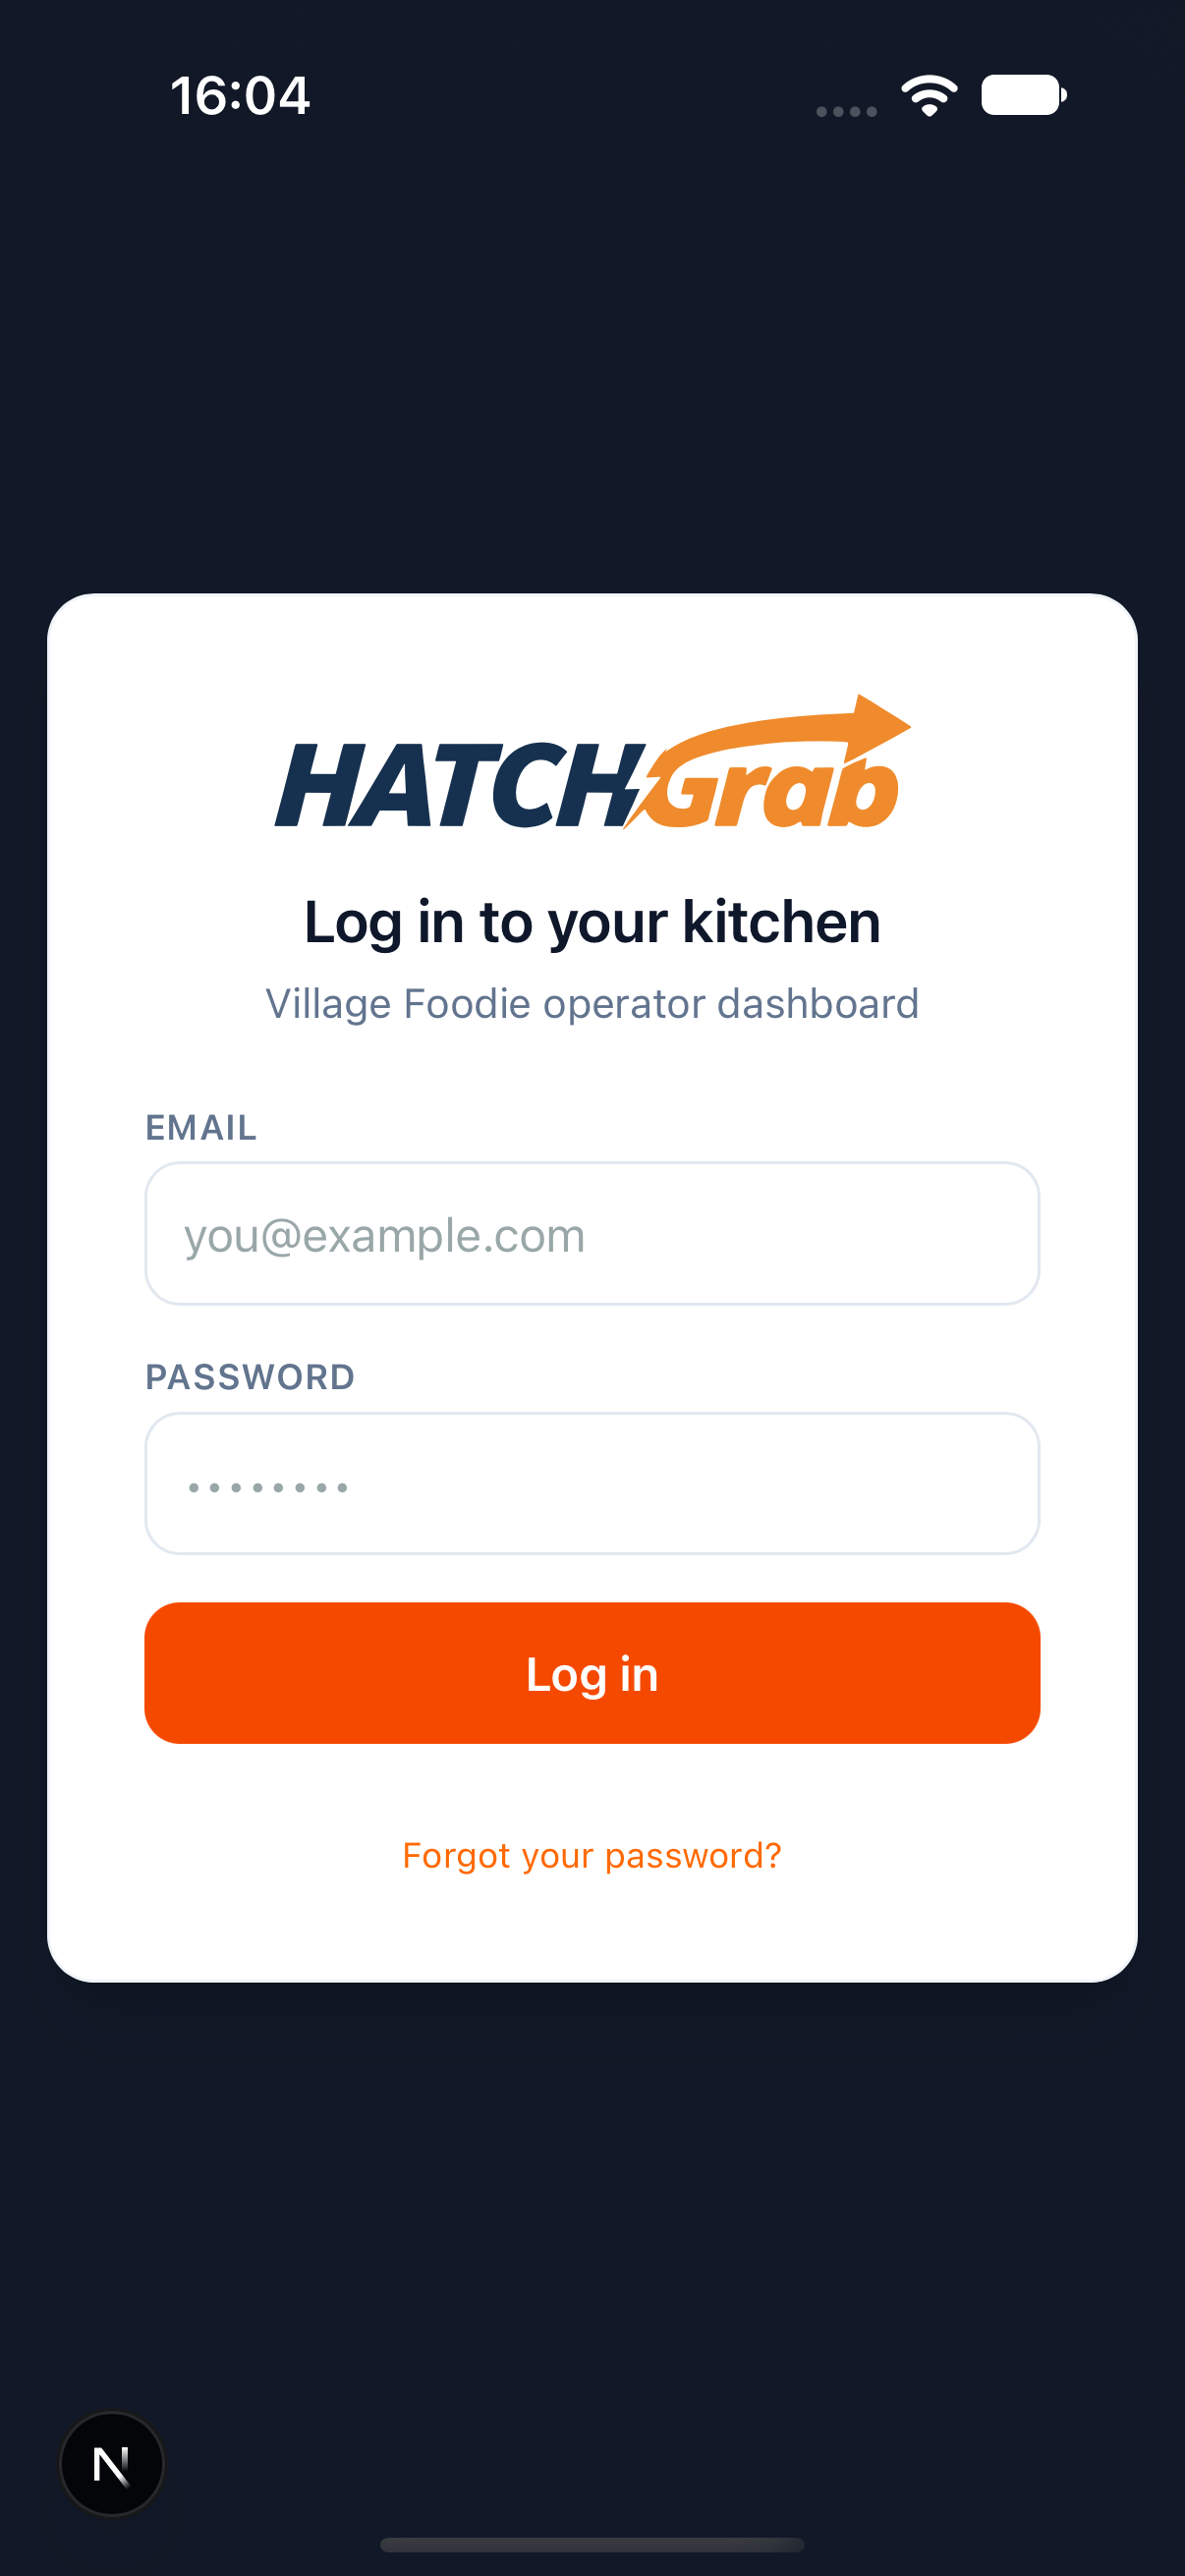 16:04
HATCHGrab
Log in to your kitchen
Village Foodie operator dashboard
EMAIL
you@example.com
PASSWORD
••••••••
Log in
Forgot your password?
N